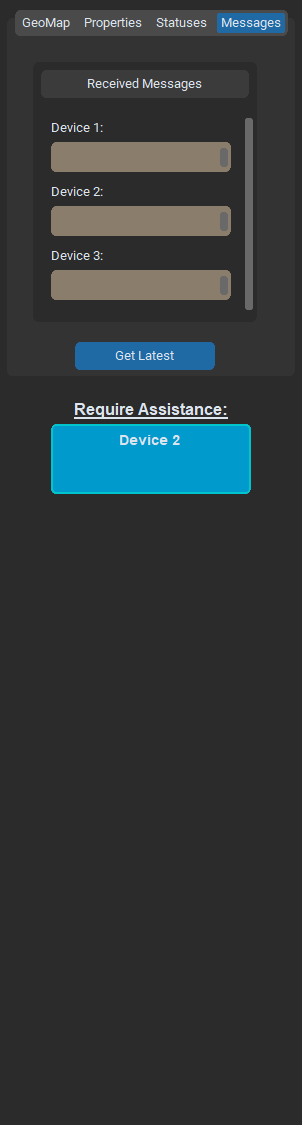 GeoMap Properties Statuses Messages
Received Messages
Device 1:
Device 2:
Device 3:
Get Latest
Require Assistance:
Device 2